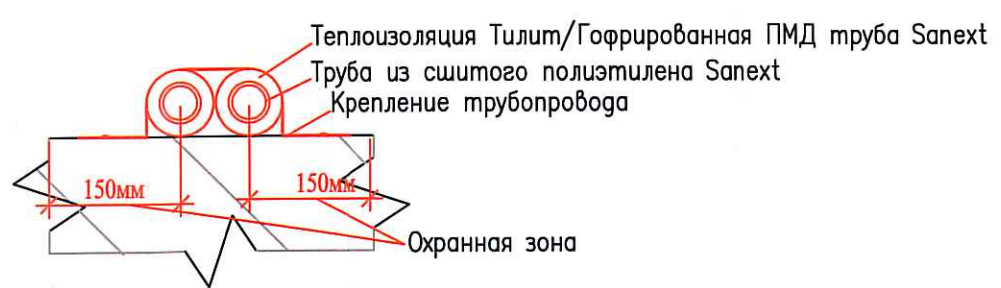 Теплоизоляция Тилит/Гофрированная ПМД труба Sanext
Труба из сшитого полиэтилена Sanext
Крепление трубопровода
150мм 150мм
Охранная зона